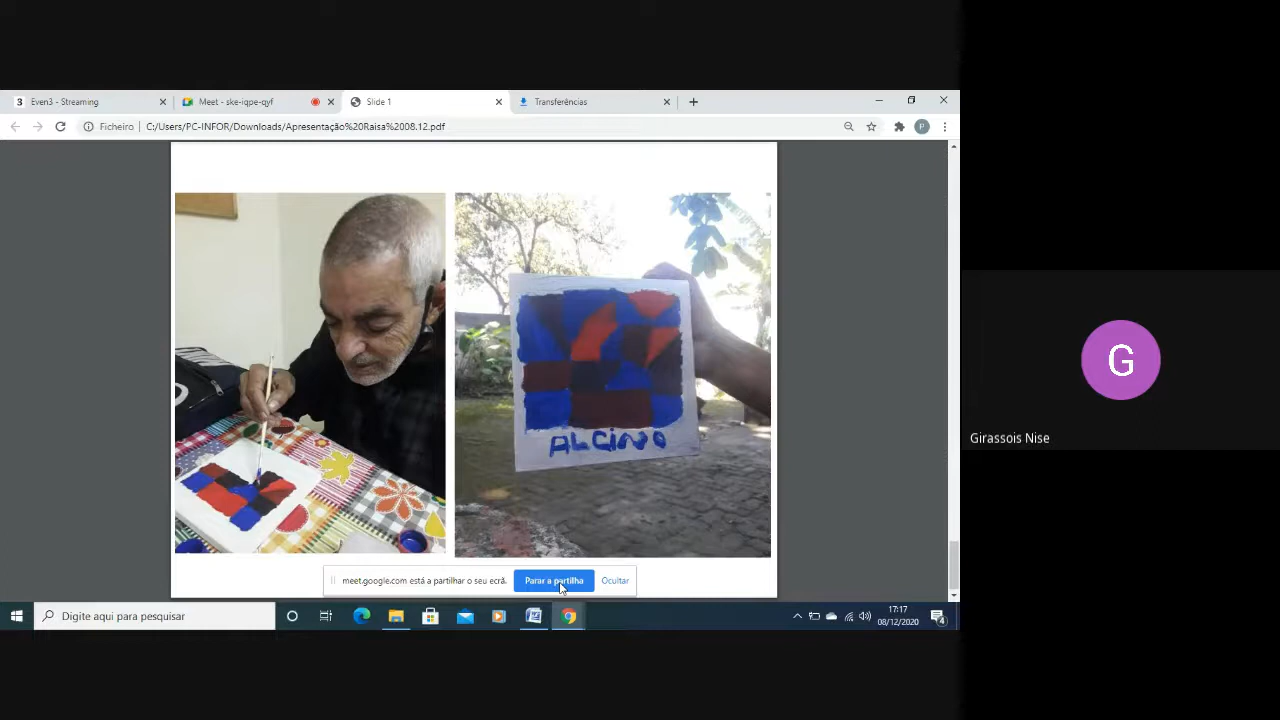 3 Even3 - Streaming
Meet - ske-iqpe-qyf
Slide 1
Transferências
Ficheiro
C:/Users/PC-INFOR/Downloads/Apresentação%20Raisa%2008.12.pdf
P
ALCINO
G
Girassois Nise
meet.google.com está a partilhar o seu ecrã.
Parar a partilha
Ocultar
Digite aqui para pesquisar
17:17
08/12/2020
4